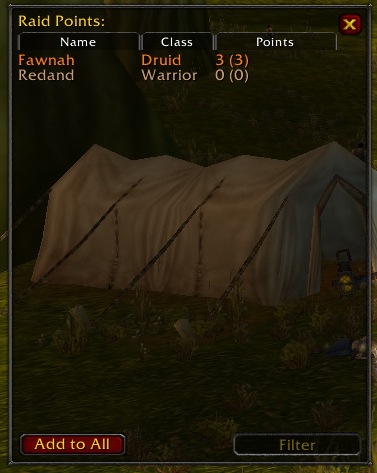 Raid Points:
Name Class Points
Fawnah Druid 3 (3)
Redand Warrior 0 (0)
Add to All Filter